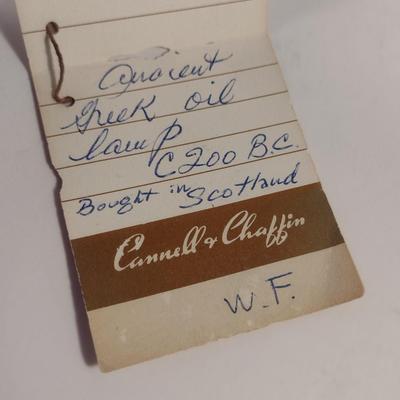 Ancient
Greek oil
lamp
C200 B.C.
Bought in Scotland
Cannell & Chaffin
W.F.